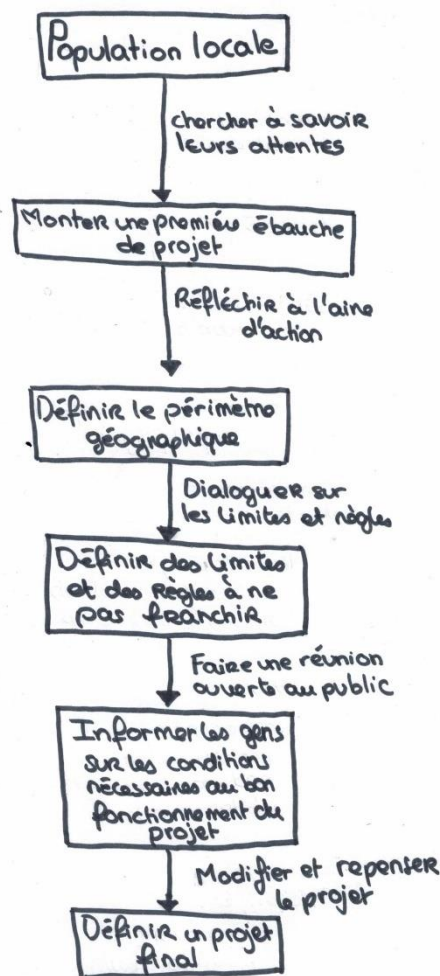 Population locale
chercher à savoir
leurs attentes
Monter une première ébauche
de projet
Réfléchir à l'aire
d'action
Définir le périmètre
géographique
Dialoguer sur
les limites et règles
Définir des limites
et des règles à ne
pas franchir
Faire une réunion
ouverte au public
Informer les gens
sur les conditions
nécessaires au bon
fonctionnement du
projet
Modifier et repenser
le projet
Définir un projet
final